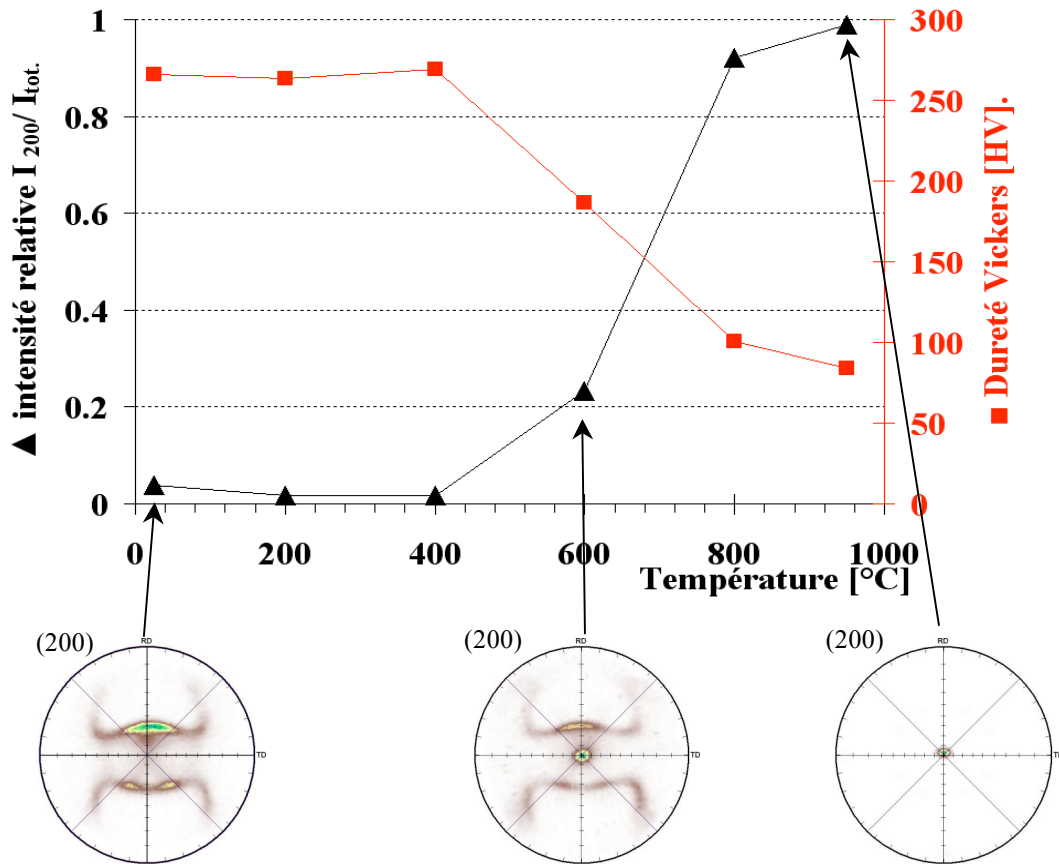 ▲ intensité relative I 200/ Itot.
1
0.8
0.6
0.4
0.2
0
300
250
200
150
100
50
0
■ Dureté Vickers [HV].
0 200 400 600 800 1000
Température [°C]
(200) (200) (200)
RD RD RD
TD TD TD